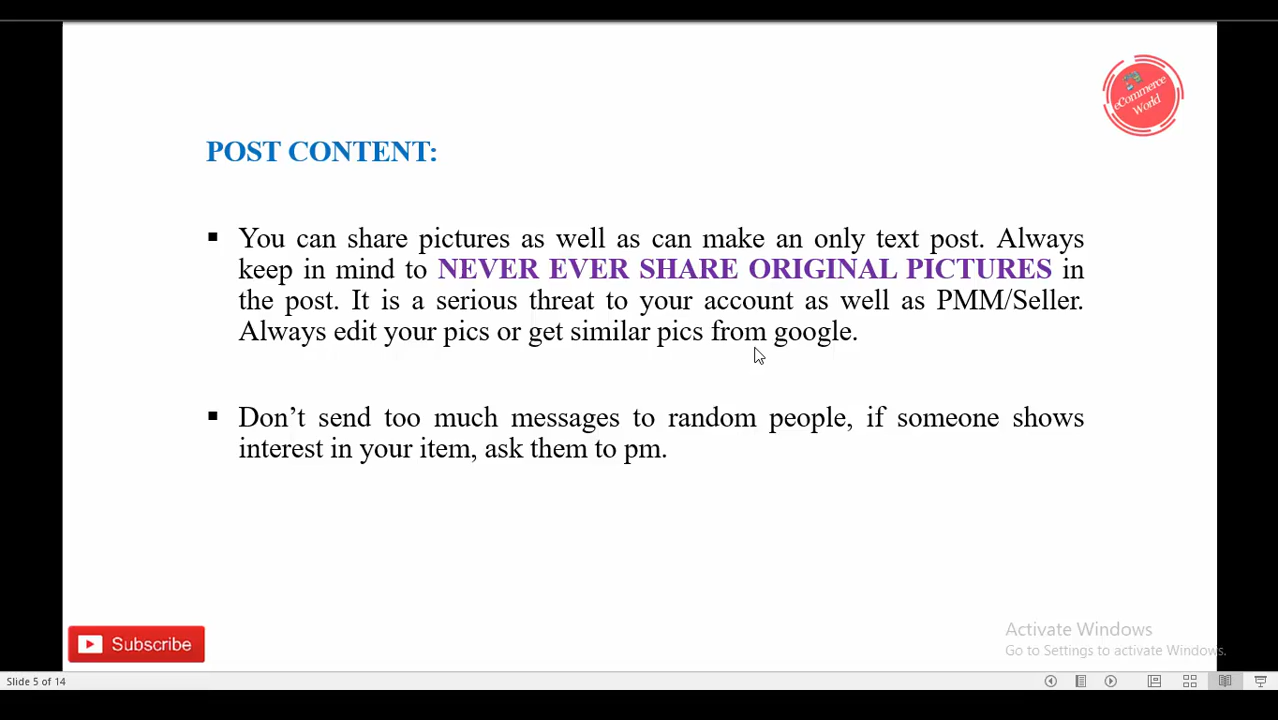 eCommerce
World
POST CONTENT:
▪ You can share pictures as well as can make an only text post. Always
keep in mind to NEVER EVER SHARE ORIGINAL PICTURES in
the post. It is a serious threat to your account as well as PMM/Seller.
Always edit your pics or get similar pics from google.
▪ Don’t send too much messages to random people, if someone shows
interest in your item, ask them to pm.
Subscribe
Activate Windows
Go to Settings to activate Windows.
Slide 5 of 14